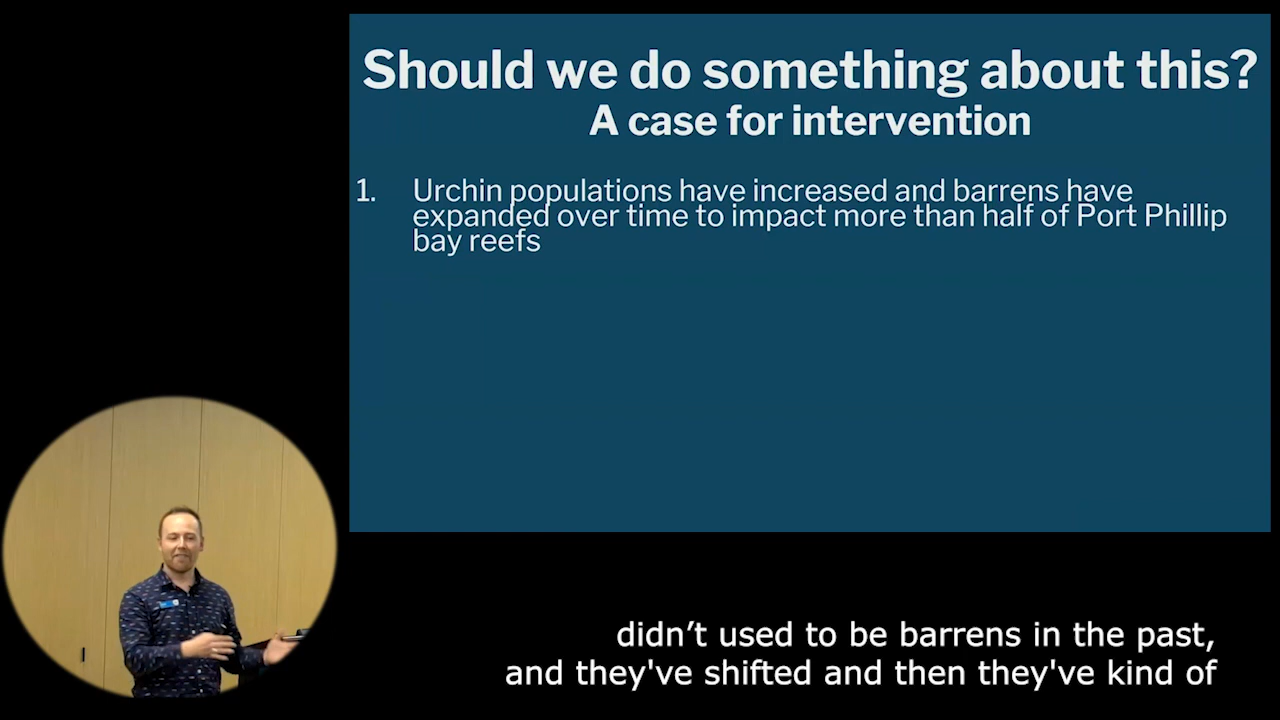 Should we do something about this?
A case for intervention
1. Urchin populations have increased and barrens have
expanded over time to impact more than half of Port Phillip
bay reefs
didn’t used to be barrens in the past,
and they've shifted and then they've kind of